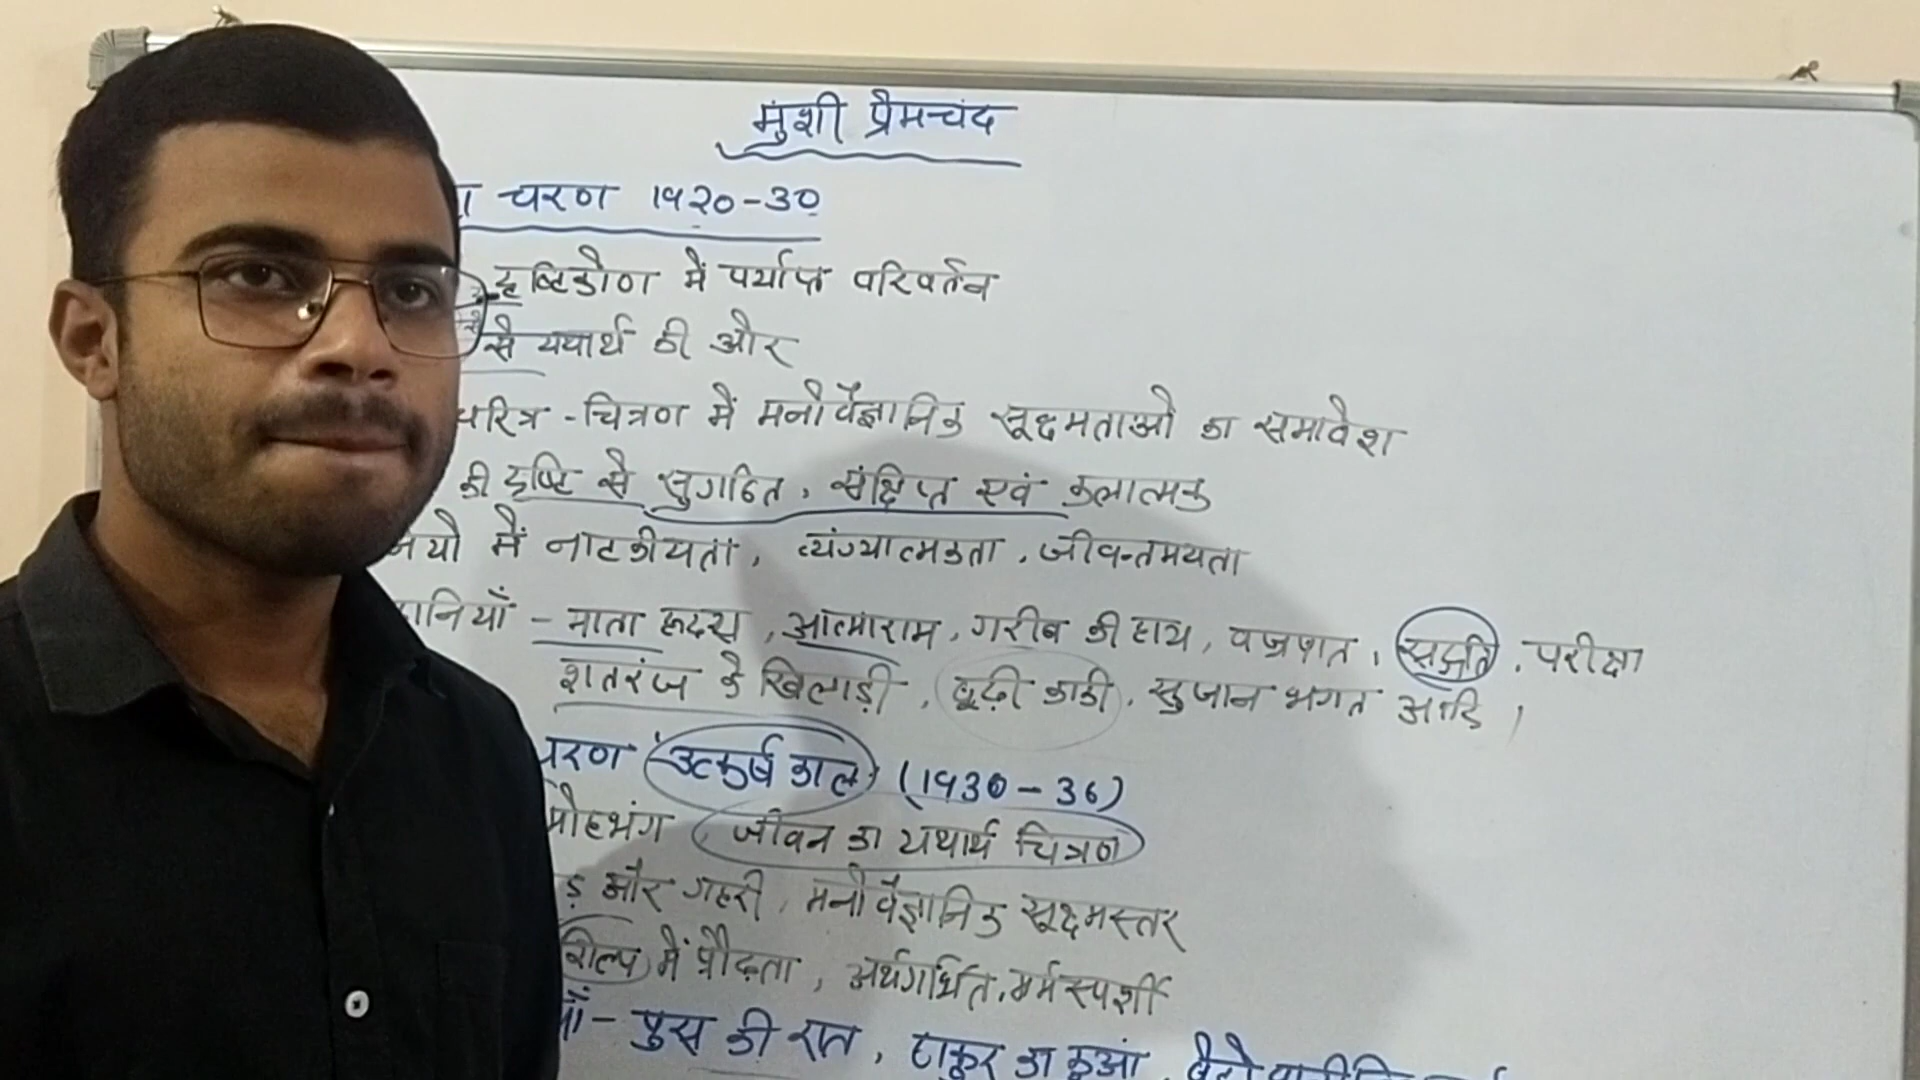 मुंशी प्रेमचंद
चरण 1920-30
दृष्टिकोण में पर्याप्त परिवर्तन
से यथार्थ की ओर
चरित्र - चित्रण में मनोवैज्ञानिक सूक्ष्मताओ का समावेश
की दृष्टि से सुगठित, संक्षिप्त एवं कलात्मक
में नाटकीयता, व्यंग्यात्मकता, जीवन्तमयता
- माता हृदय, आत्माराम, गरीब की हाय, वज्रपात, सद्गति, परीक्षा
शतरंज के खिलाड़ी, बूढ़ी काकी, सुजान भगत आदि।
चरण उत्कर्ष काल (1930 - 36)
मोहभंग, जीवन का यथार्थ चित्रण
और गहरी, मनोवैज्ञानिक सूक्ष्मस्तर
शिल्प में प्रौढ़ता, अर्थगर्भित, मर्मस्पर्शी
- पुस की रात, ठाकूर का कूआं,